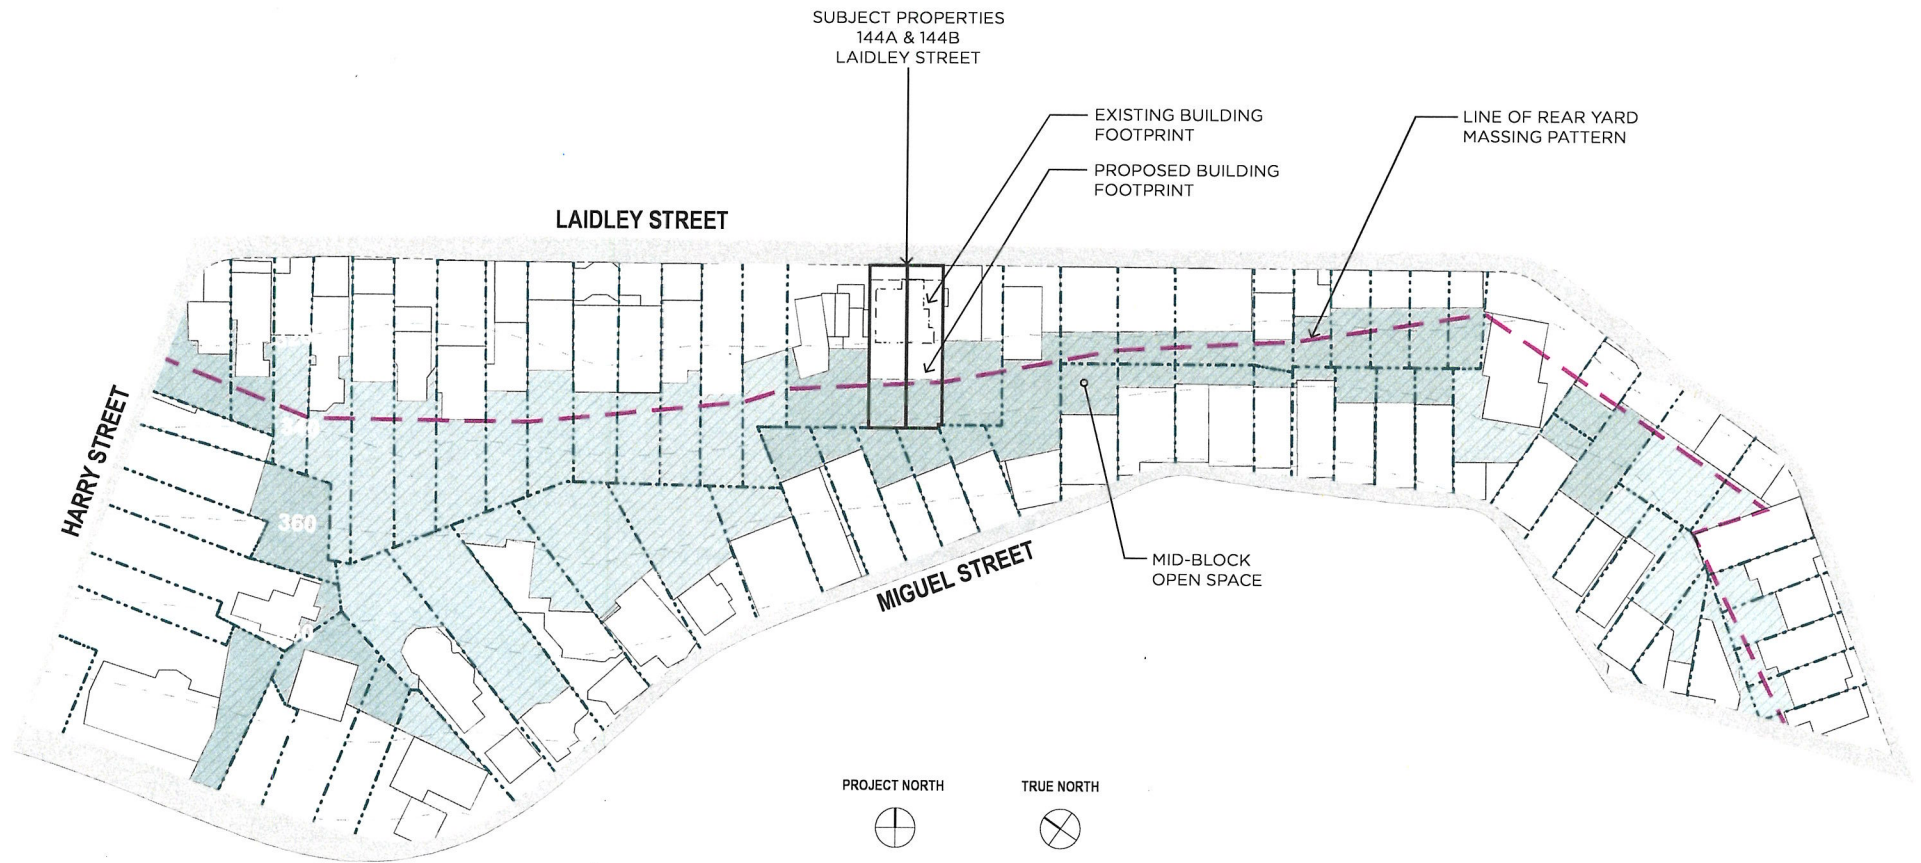 SUBJECT PROPERTIES
144A & 144B
LAIDLEY STREET
EXISTING BUILDING
FOOTPRINT
PROPOSED BUILDING
FOOTPRINT
LINE OF REAR YARD
MASSING PATTERN
LAIDLEY STREET
HARRY STREET
360
MIGUEL STREET
MID-BLOCK
OPEN SPACE
PROJECT NORTH
TRUE NORTH